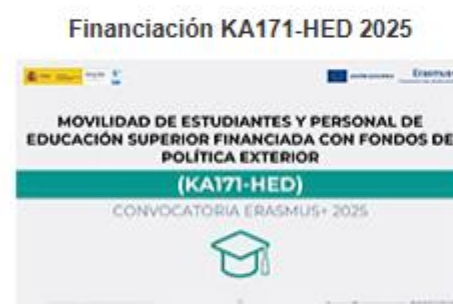 Financiación KA171-HED 2025
Erasmus+
MOVILIDAD DE ESTUDIANTES Y PERSONAL DE
EDUCACIÓN SUPERIOR FINANCIADA CON FONDOS DE
POLÍTICA EXTERIOR
(KA171-HED)
CONVOCATORIA ERASMUS+ 2025